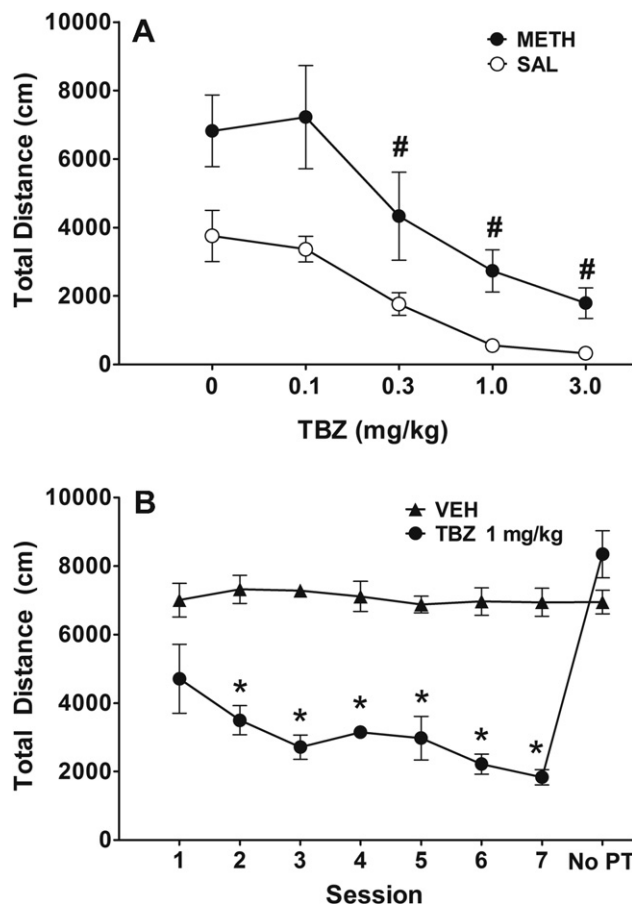 A
METH
SAL
Total Distance (cm)
10000
8000
6000
4000
2000
0
#
#
#
0 0.1 0.3 1.0 3.0
TBZ (mg/kg)
B
VEH
TBZ 1 mg/kg
Total Distance (cm)
10000
8000
6000
4000
2000
0
* * * * * *
1 2 3 4 5 6 7 No PT
Session